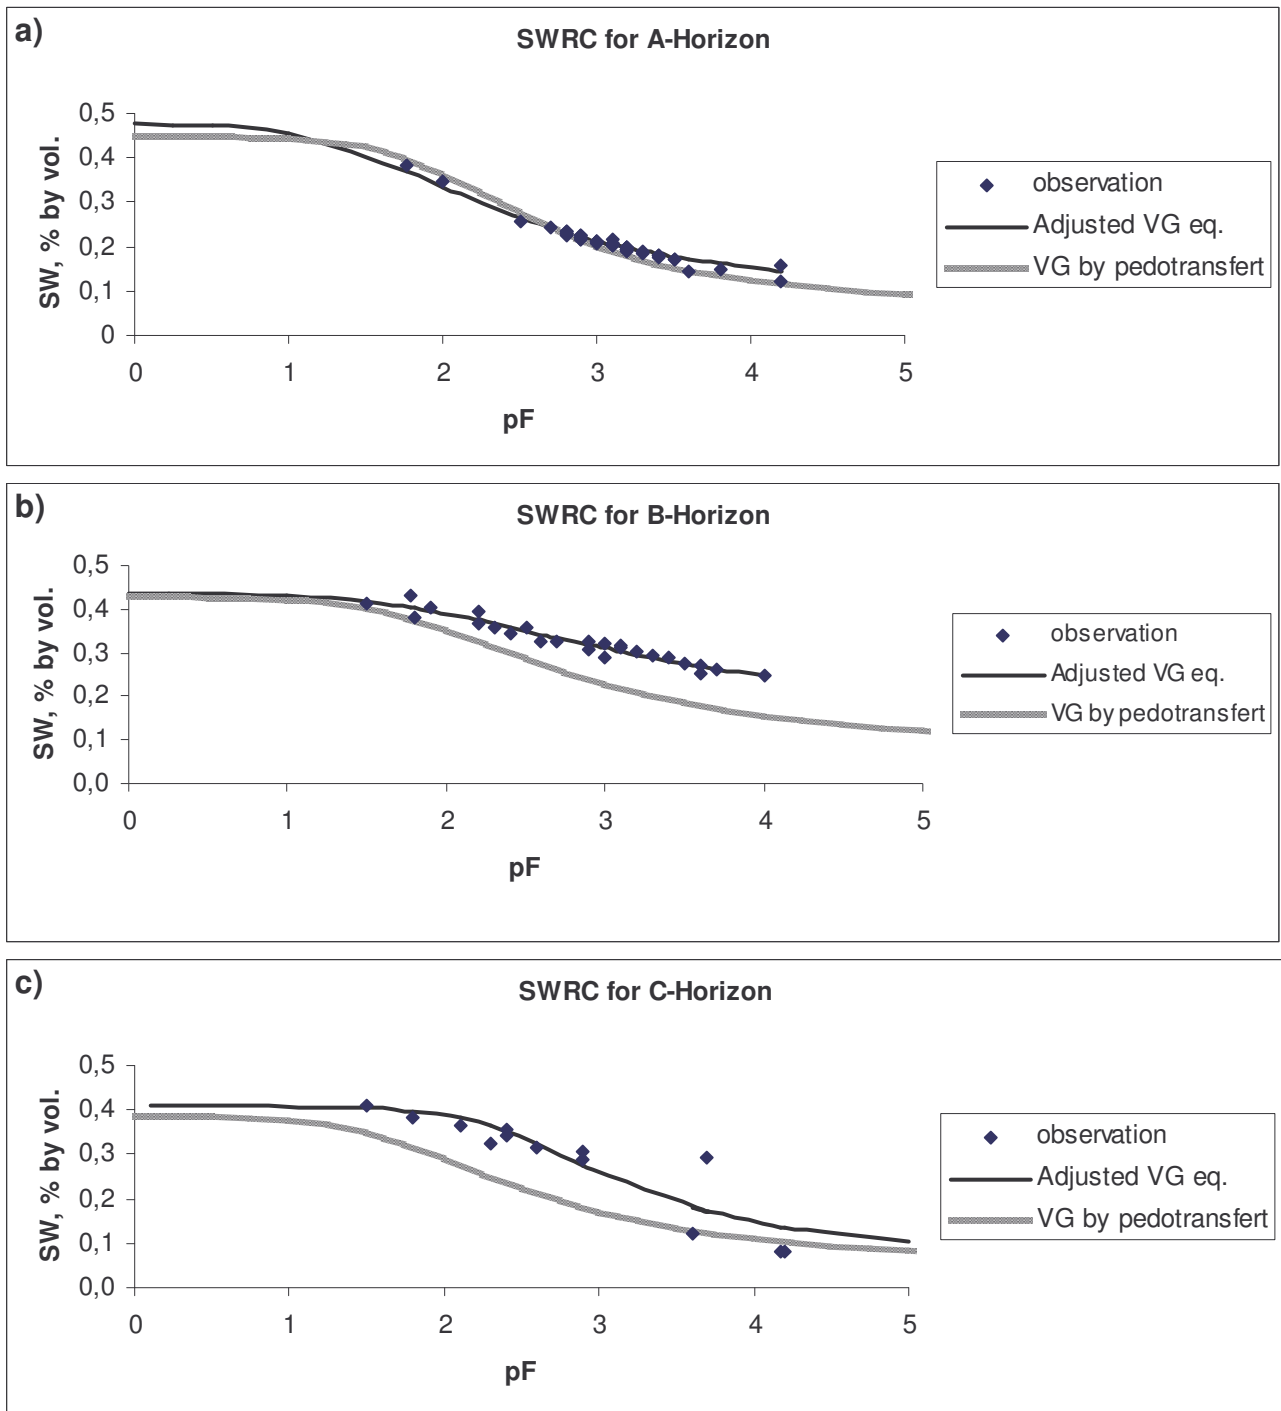 a)
SWRC for A-Horizon
SW, % by vol.
0,5
0,4
0,3
0,2
0,1
0
0 1 2 3 4 5
pF
observation
Adjusted VG eq.
VG by pedotransfert
b)
SWRC for B-Horizon
SW, % by vol.
0,5
0,4
0,3
0,2
0,1
0,0
0 1 2 3 4 5
pF
observation
Adjusted VG eq.
VG by pedotransfert
c)
SWRC for C-Horizon
SW, % by vol.
0,5
0,4
0,3
0,2
0,1
0,0
0 1 2 3 4 5
pF
observation
Adjusted VG eq.
VG by pedotransfert